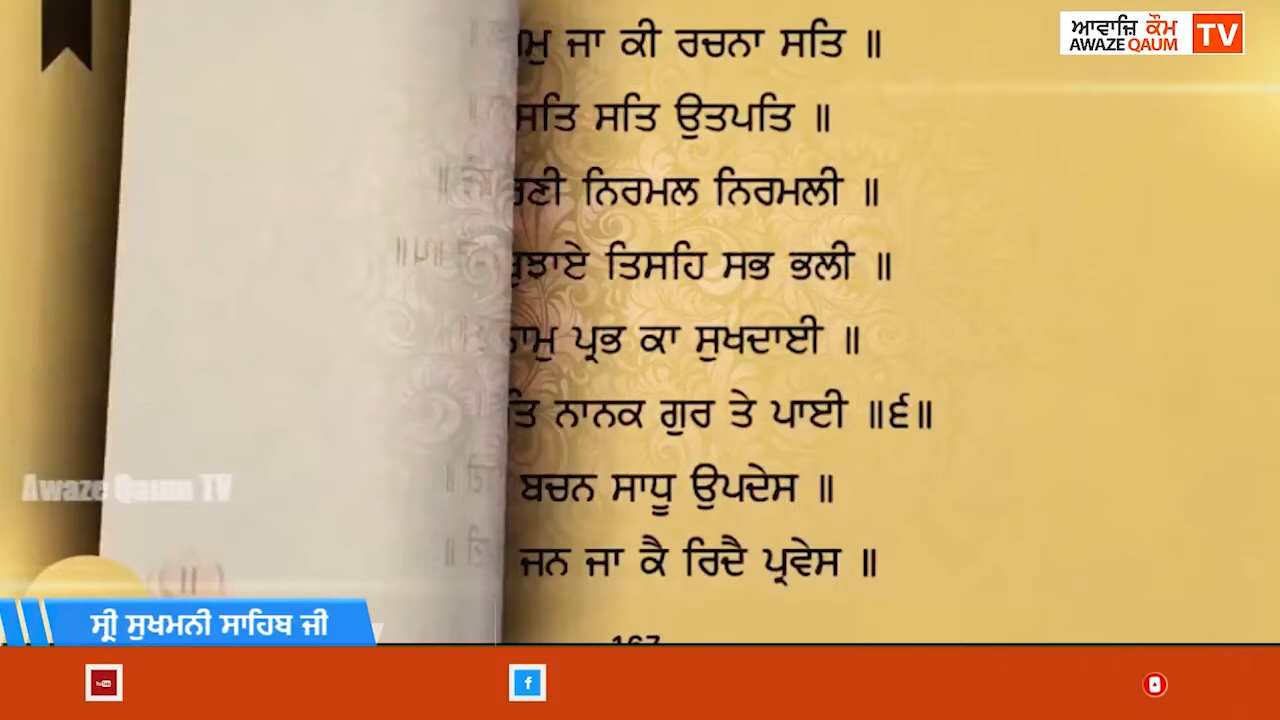 ਆਵਾਜ਼ਿ ਕੌਮ
AWAZE QAUM TV
ਜਾ ਕੀ ਰਚਨਾ ਸਤਿ ॥
ਸਤਿ ਸਤਿ ਉਤਪਤਿ ॥
ਨਿਰਮਲ ਨਿਰਮਲੀ ॥
ਤਿਸਹਿ ਸਭ ਭਲੀ ॥
ਪ੍ਰਭ ਕਾ ਸੁਖਦਾਈ ॥
ਨਾਨਕ ਗੁਰ ਤੇ ਪਾਈ ॥੬॥
ਬਚਨ ਸਾਧੂ ਉਪਦੇਸ ॥
ਜਨ ਜਾ ਕੈ ਰਿਦੈ ਪ੍ਰਵੇਸ ॥
Awaze Qaum TV
ਸ੍ਰੀ ਸੁਖਮਨੀ ਸਾਹਿਬ ਜੀ